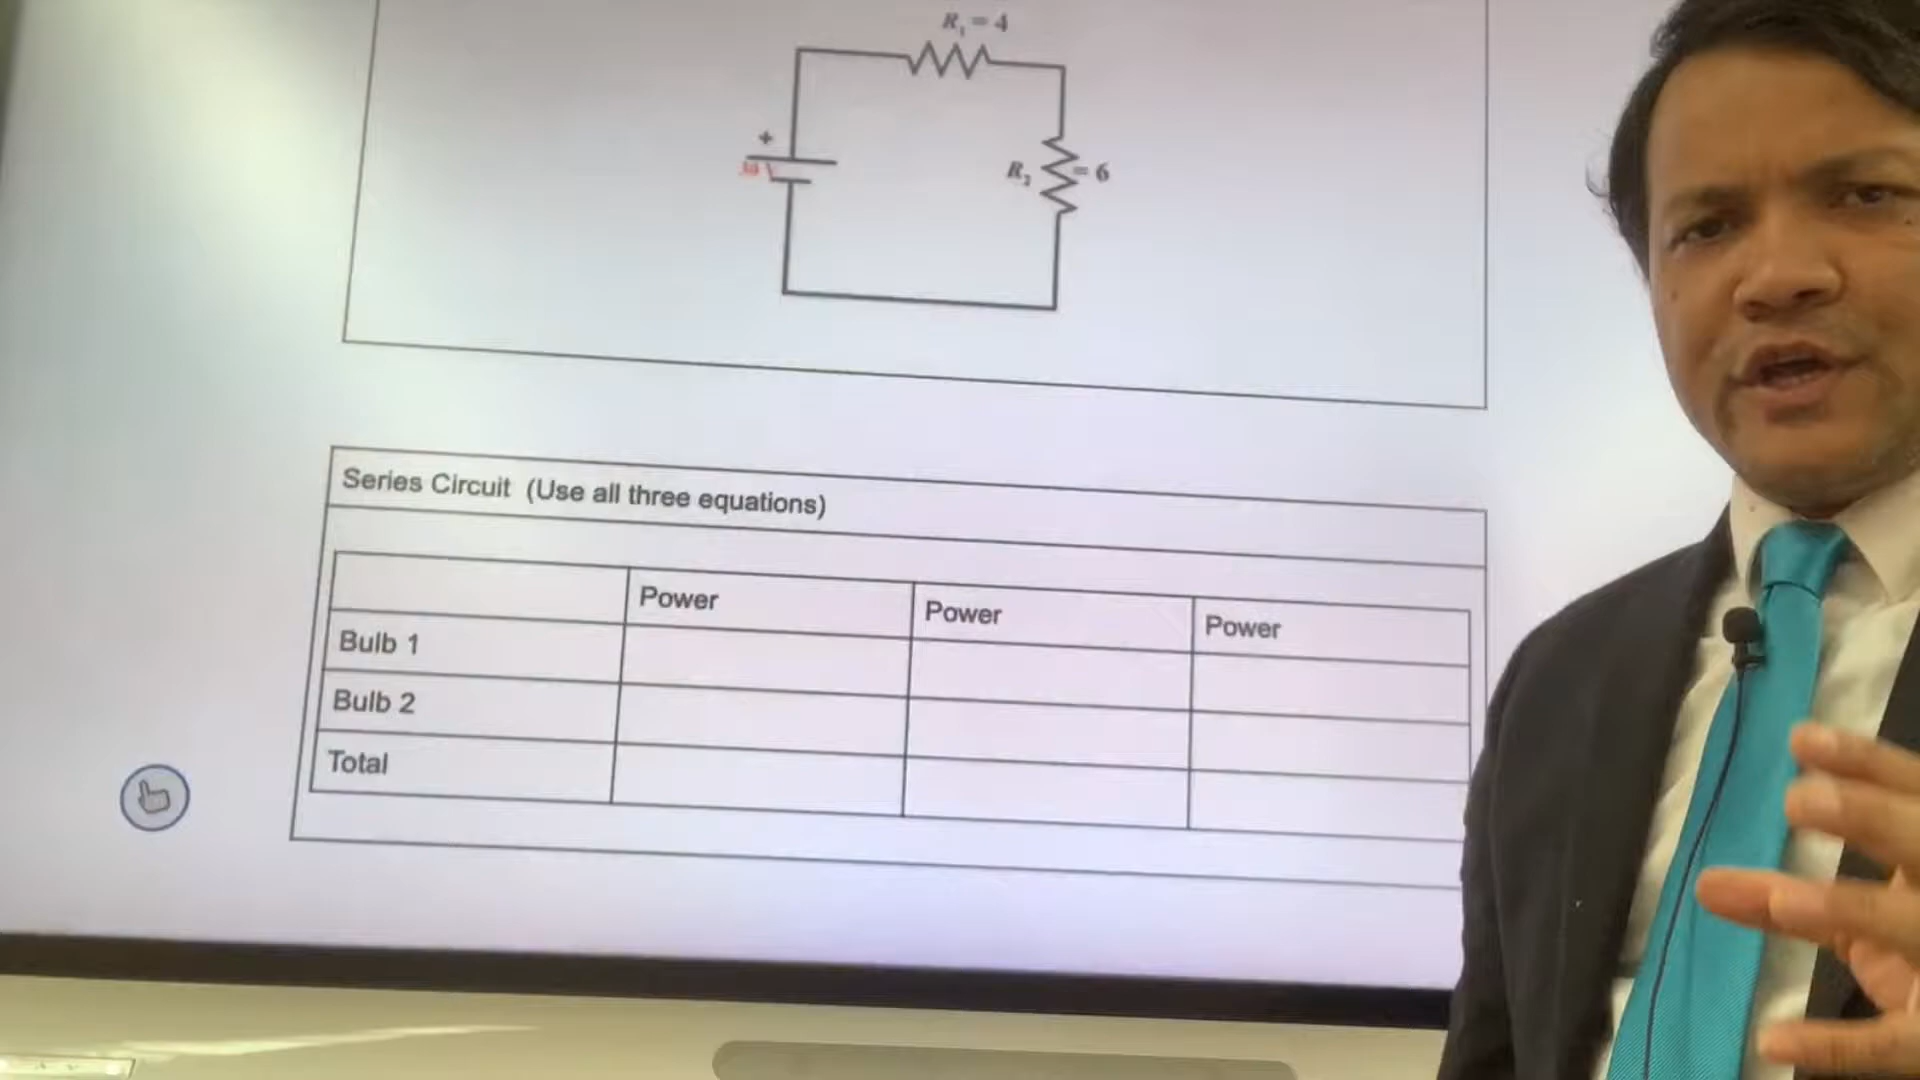 R₁ = 4
+
R₂ = 6
Series Circuit (Use all three equations)
Power Power Power
Bulb 1
Bulb 2
Total